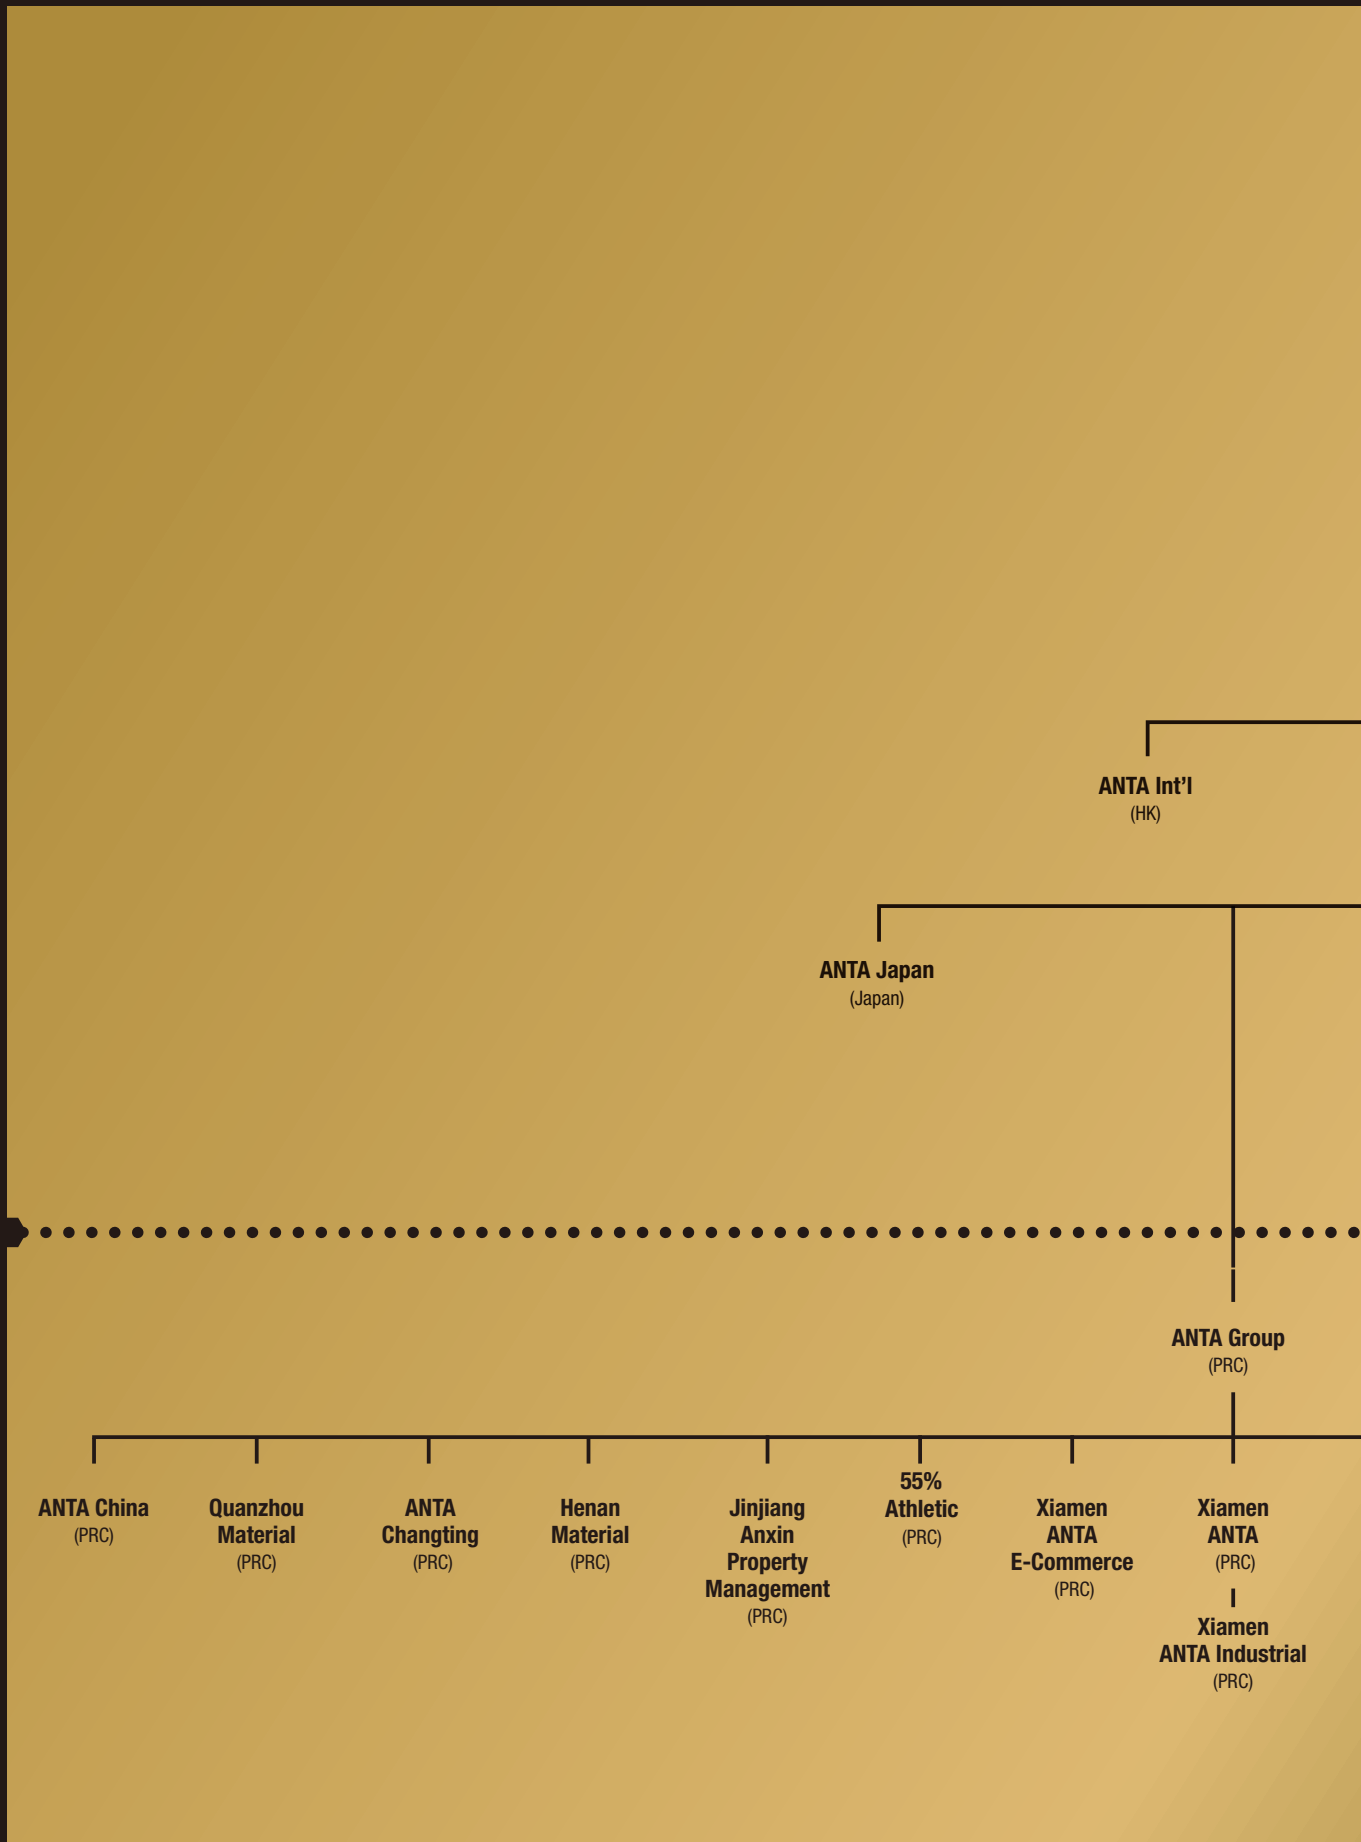 ANTA Int’l
(HK)
ANTA Japan
(Japan)
ANTA Group
(PRC)
ANTA China
(PRC)
Quanzhou
Material
(PRC)
ANTA
Changting
(PRC)
Henan
Material
(PRC)
Jinjiang
Anxin
Property
Management
(PRC)
55%
Athletic
(PRC)
Xiamen
ANTA
E-Commerce
(PRC)
Xiamen
ANTA
(PRC)
Xiamen
ANTA Industrial
(PRC)